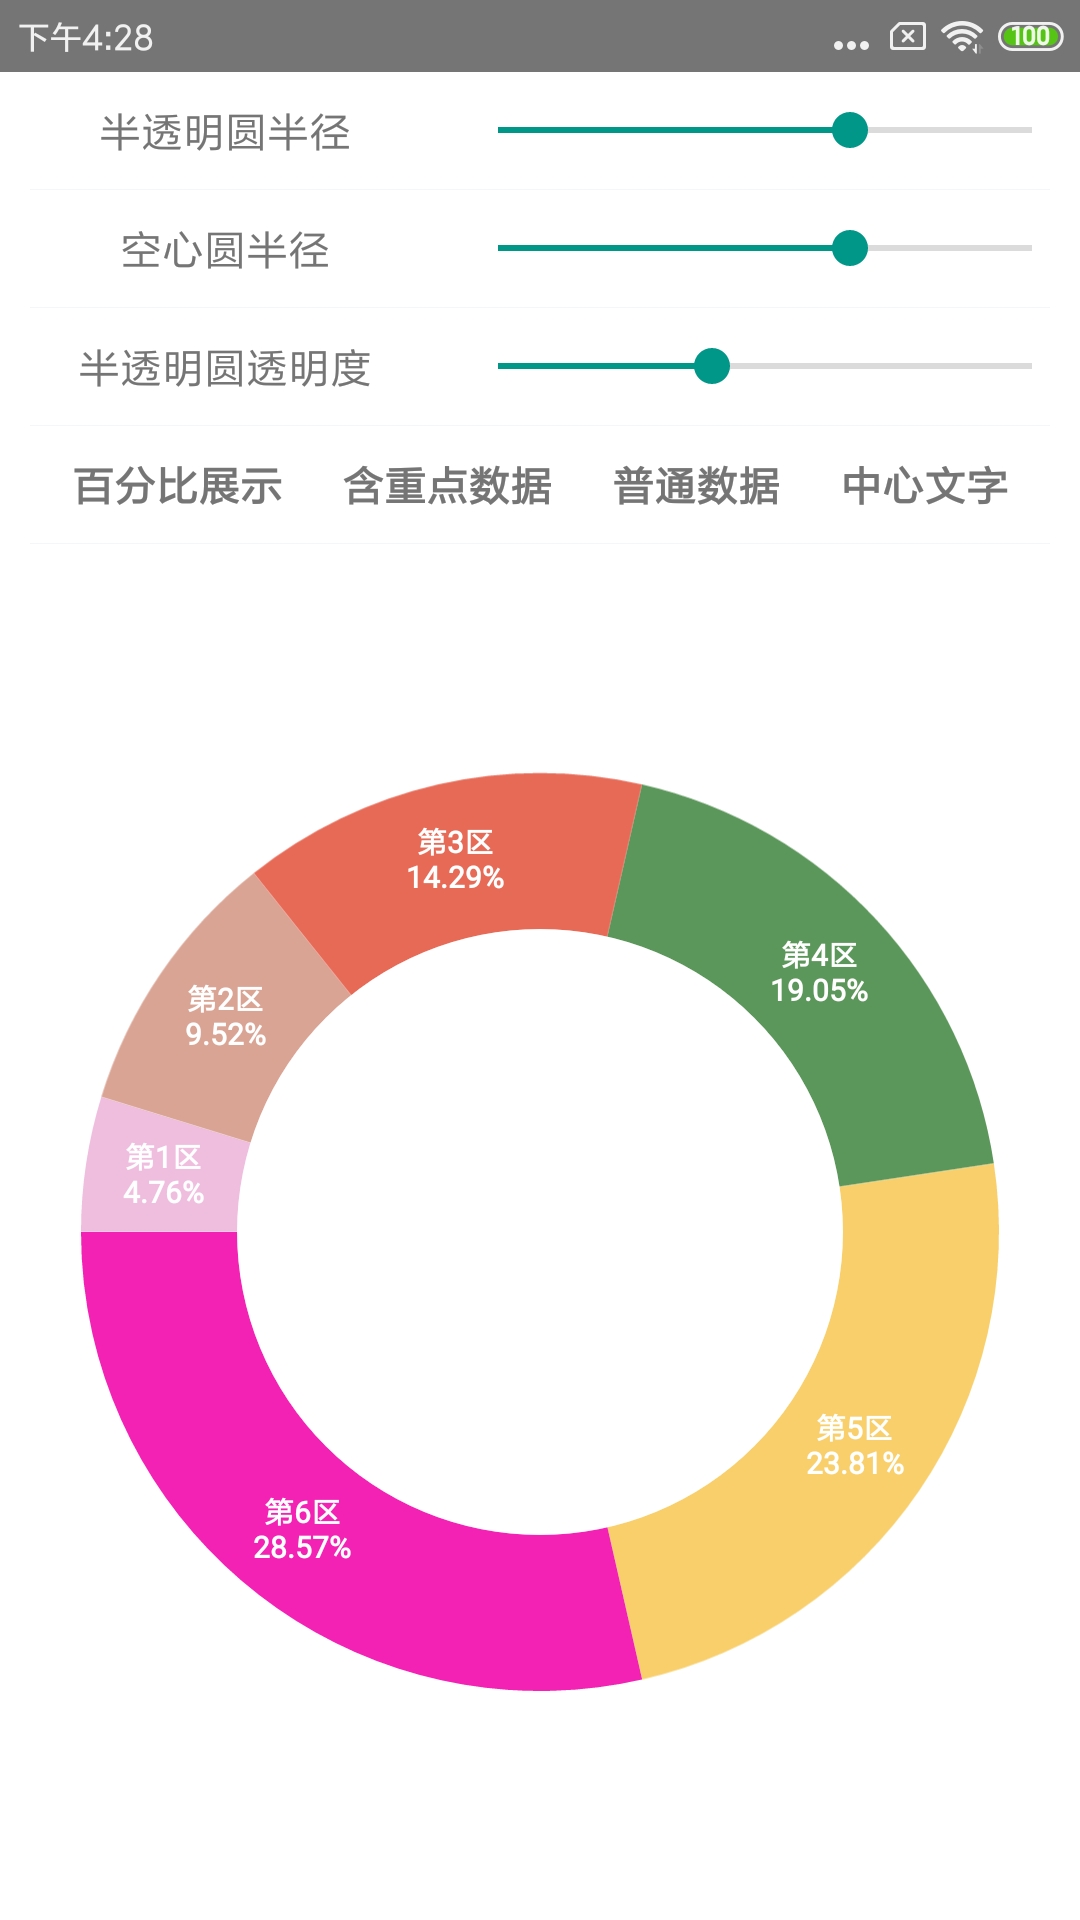 下午4:28
100
半透明圆半径
空心圆半径
半透明圆透明度
百分比展示 含重点数据 普通数据 中心文字
第3区
14.29%
第4区
19.05%
第2区
9.52%
第1区
4.76%
第5区
23.81%
第6区
28.57%